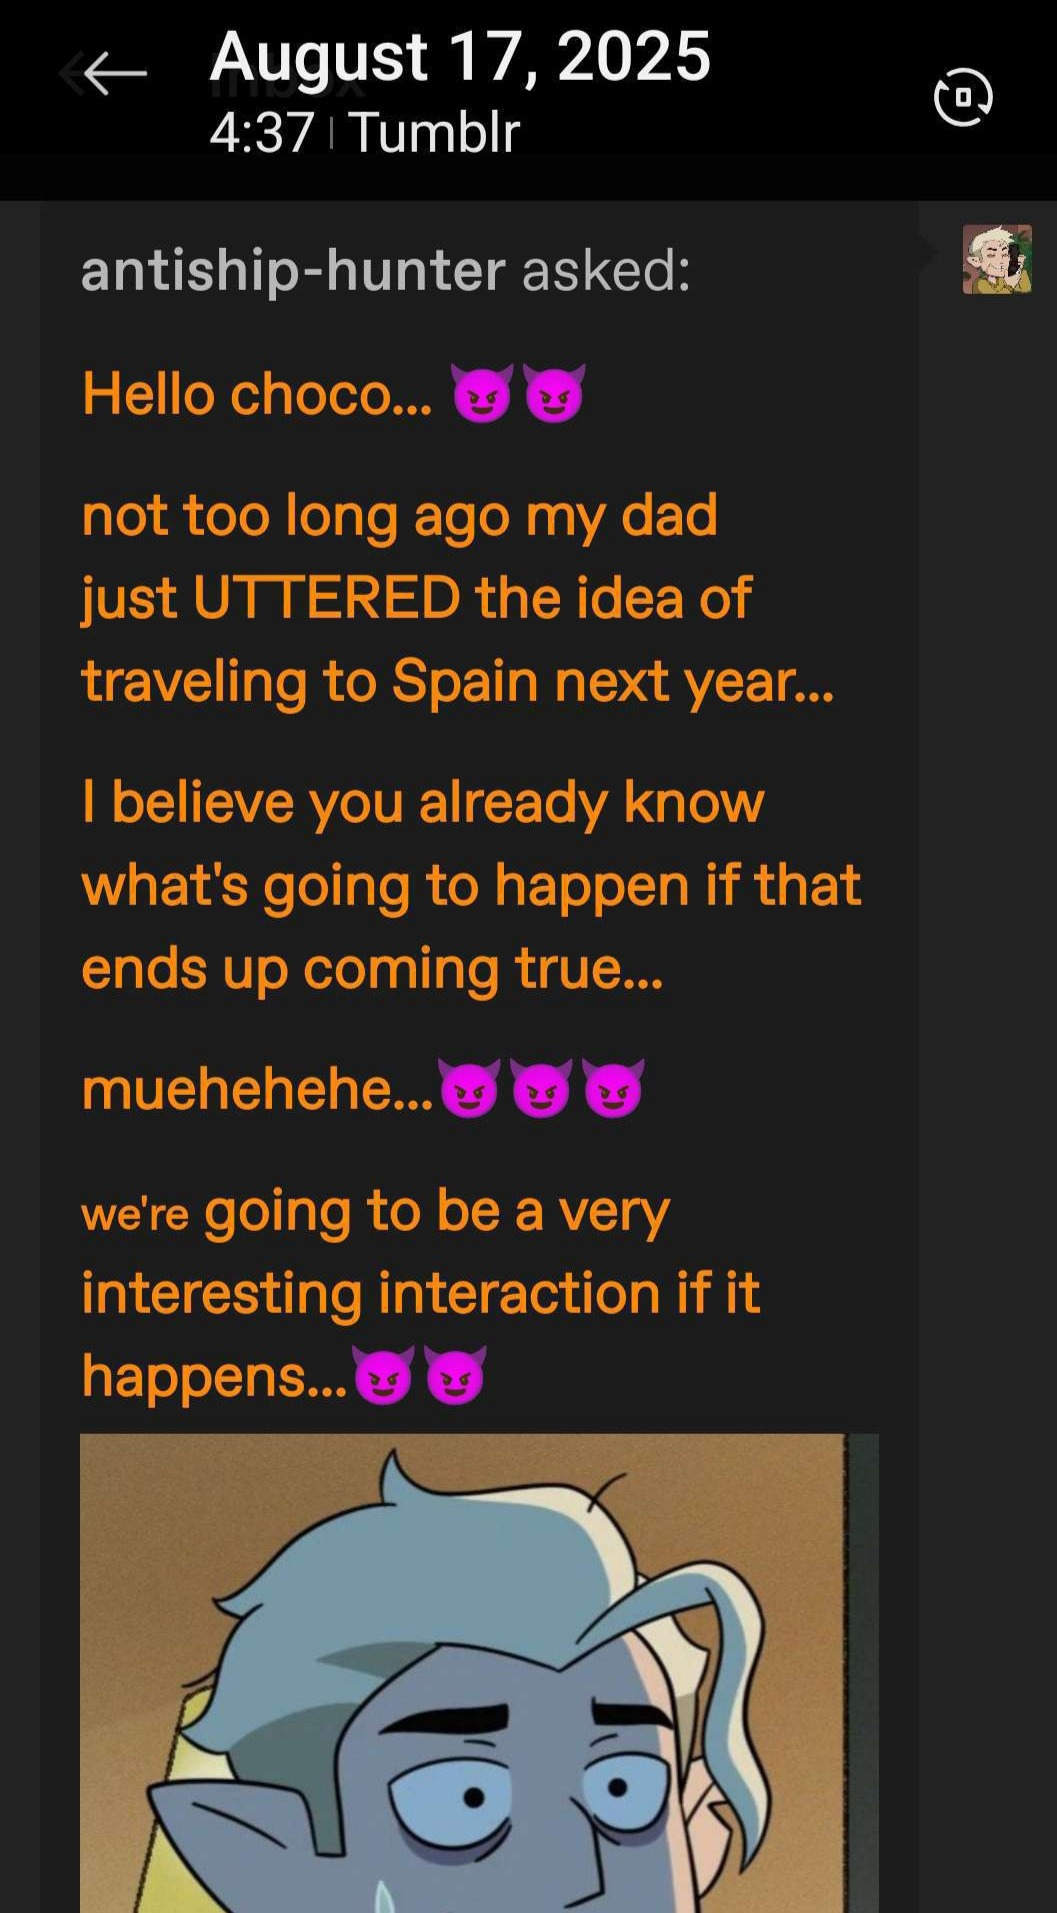 August 17, 2025
inbox
4:37 | Tumblr
antiship-hunter asked:
Hello choco... 😈😈
not too long ago my dad
just UTTERED the idea of
traveling to Spain next year...
I believe you already know
what's going to happen if that
ends up coming true...
muehehehe...😈😈😈
we're going to be a very
interesting interaction if it
happens...😈😈